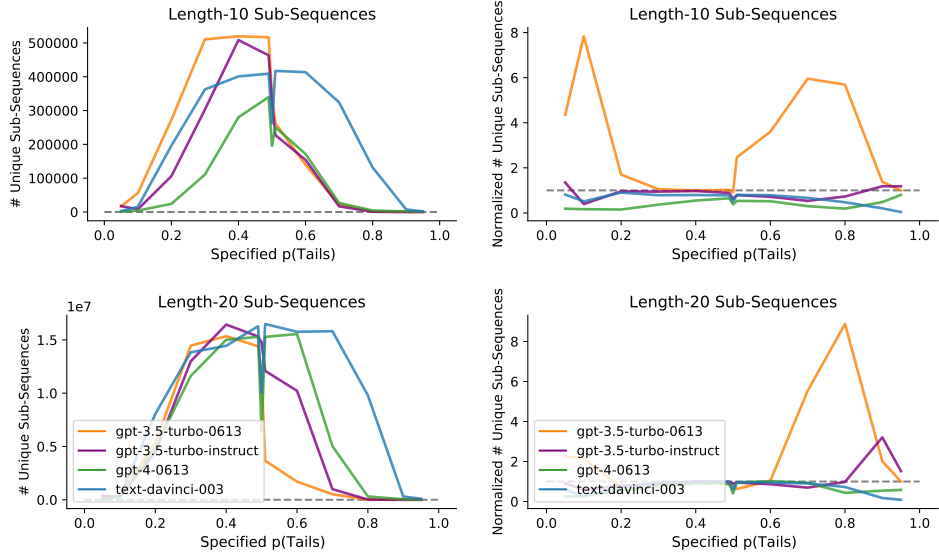 Length-10 Sub-Sequences
# Unique Sub-Sequences
500000
400000
300000
200000
100000
0
0.0 0.2 0.4 0.6 0.8 1.0
Specified p(Tails)
Length-10 Sub-Sequences
Normalized # Unique Sub-Sequences
8
6
4
2
0
0.0 0.2 0.4 0.6 0.8 1.0
Specified p(Tails)
Length-20 Sub-Sequences
1e7
# Unique Sub-Sequences
1.5
1.0
0.5
0.0
gpt-3.5-turbo-0613
gpt-3.5-turbo-instruct
gpt-4-0613
text-davinci-003
0.0 0.2 0.4 0.6 0.8 1.0
Specified p(Tails)
Length-20 Sub-Sequences
Normalized # Unique Sub-Sequences
8
6
4
2
0
gpt-3.5-turbo-0613
gpt-3.5-turbo-instruct
gpt-4-0613
text-davinci-003
0.0 0.2 0.4 0.6 0.8 1.0
Specified p(Tails)